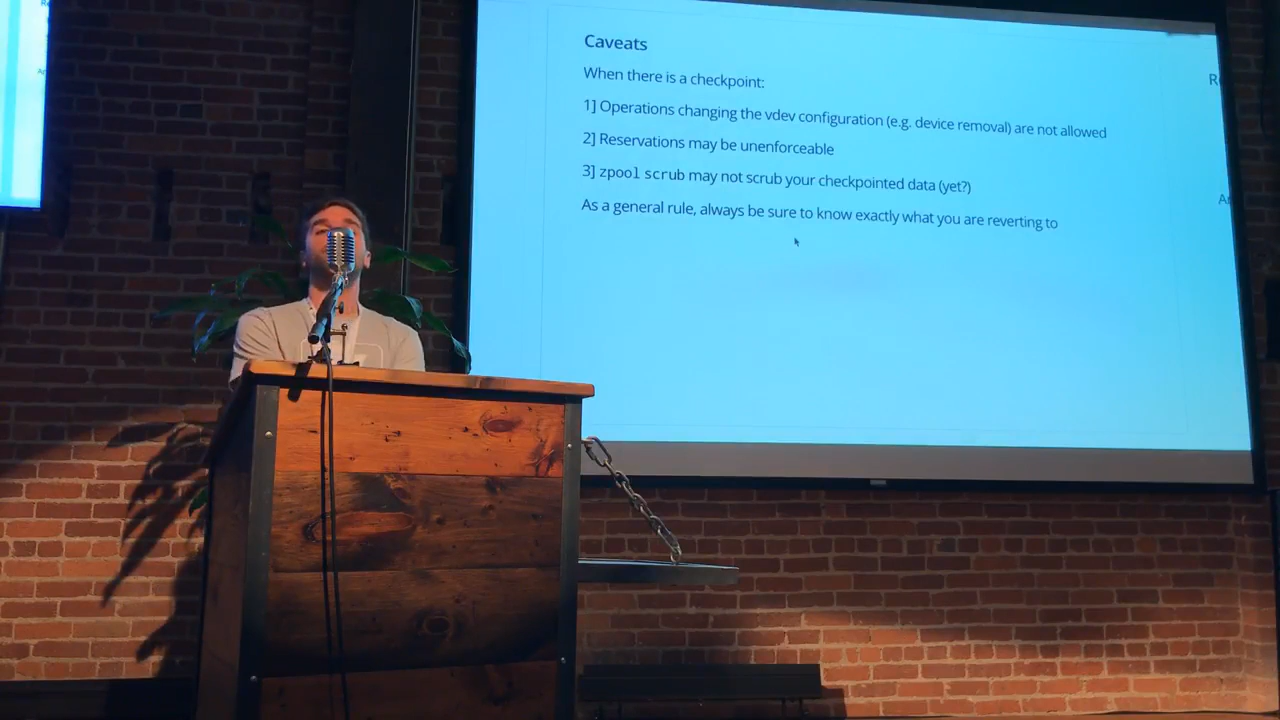 Caveats
When there is a checkpoint:
1] Operations changing the vdev configuration (e.g. device removal) are not allowed
2] Reservations may be unenforceable
3] zpool scrub may not scrub your checkpointed data (yet?)
As a general rule, always be sure to know exactly what you are reverting to